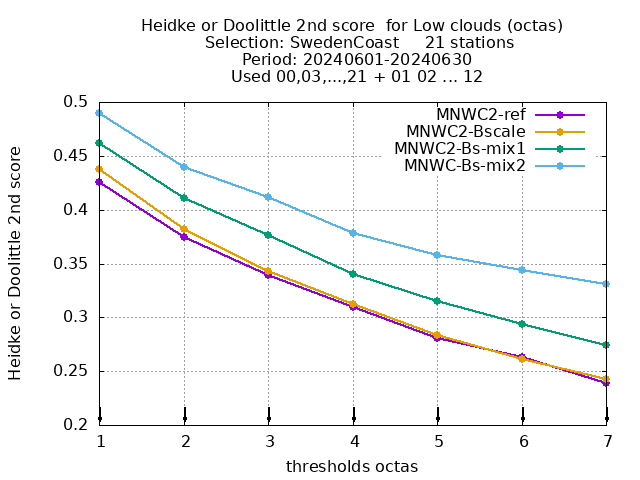 Heidke or Doolittle 2nd score  for Low clouds (octas)
Selection: SwedenCoast     21 stations
Period: 20240601-20240630
Used 00,03,...,21 + 01 02 ... 12
Heidke or Doolittle 2nd score
0.5
0.45
0.4
0.35
0.3
0.25
0.2
MNWC2-ref
MNWC2-Bscale
MNWC2-Bs-mix1
MNWC-Bs-mix2
1 2 3 4 5 6 7
thresholds octas